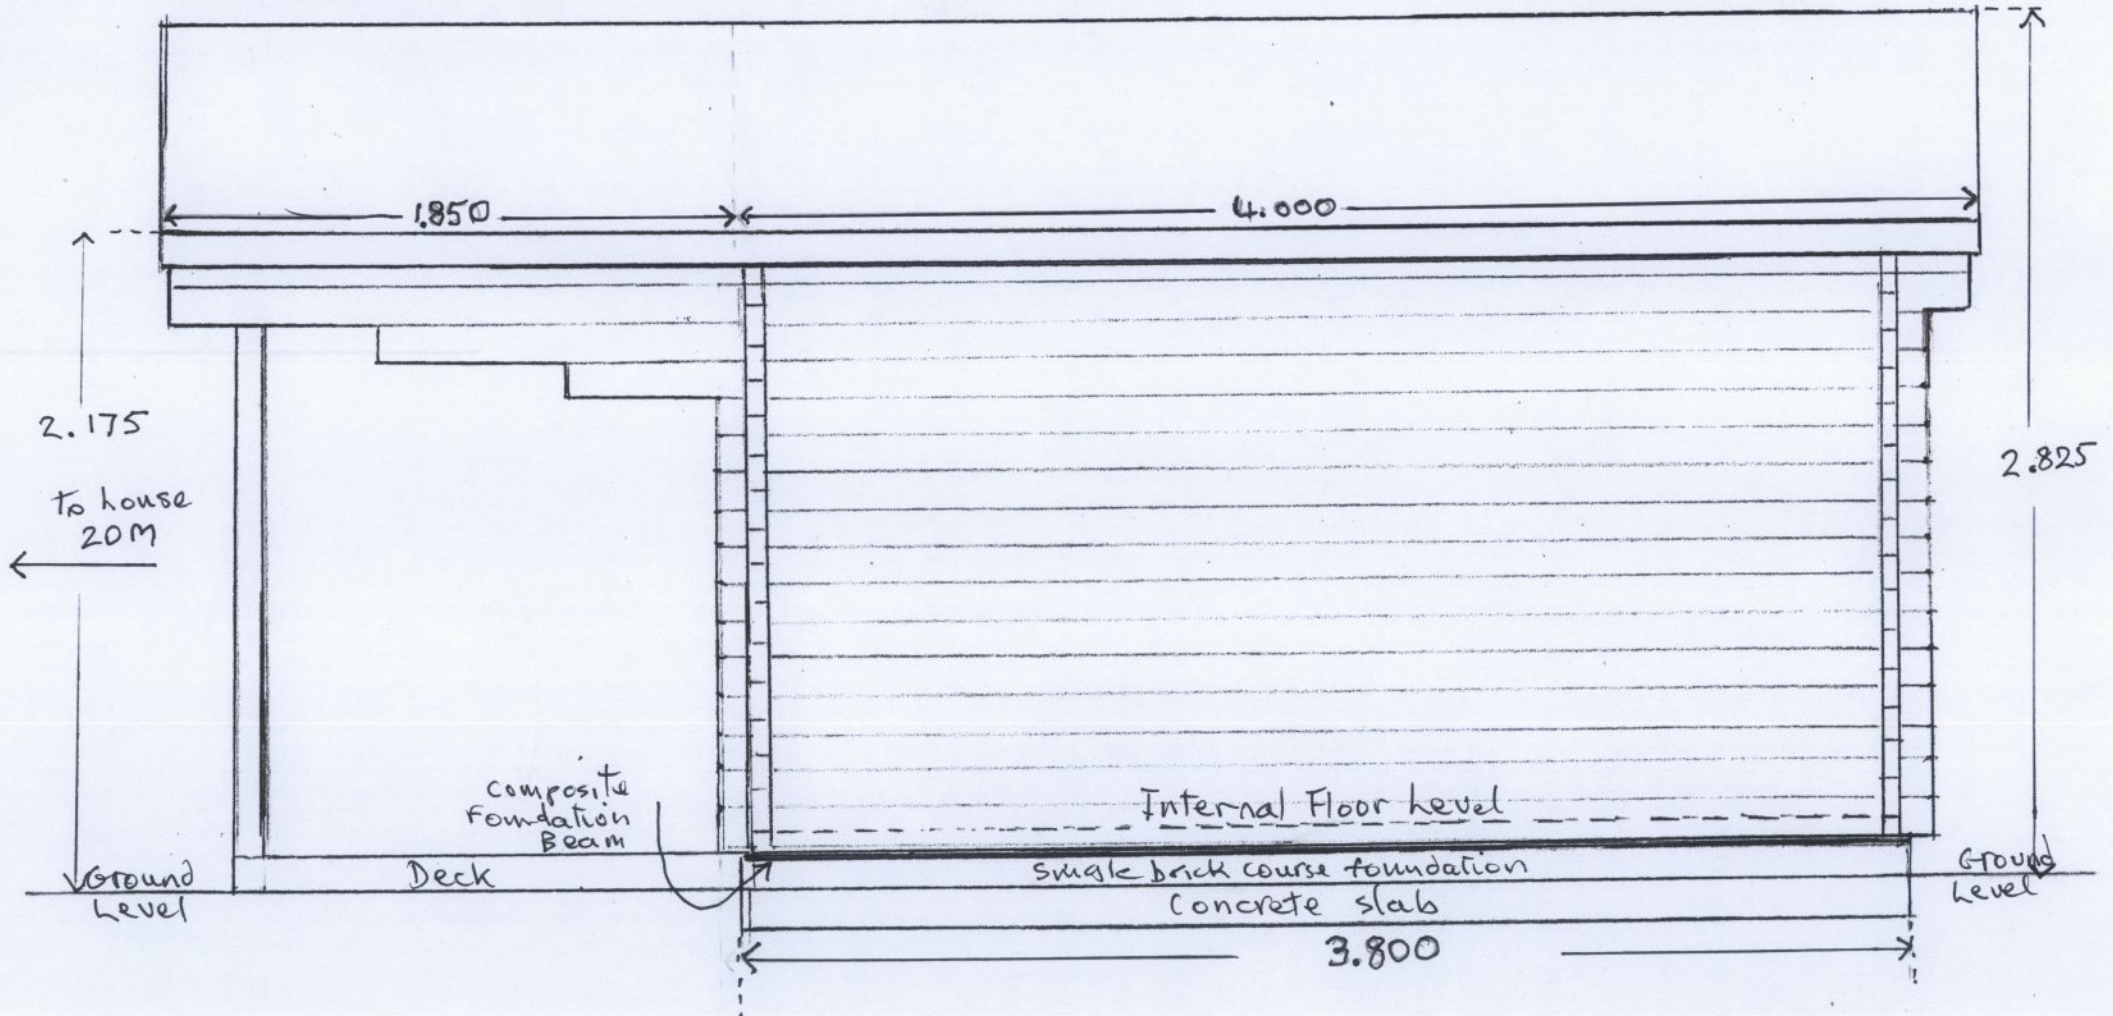 1.850
4.000
2.175
To house
20M
2.825
Internal Floor Level
Composite
Foundation
Beam
Ground
Level
Deck
Single brick course foundation
Concrete slab
Ground
Level
3.800